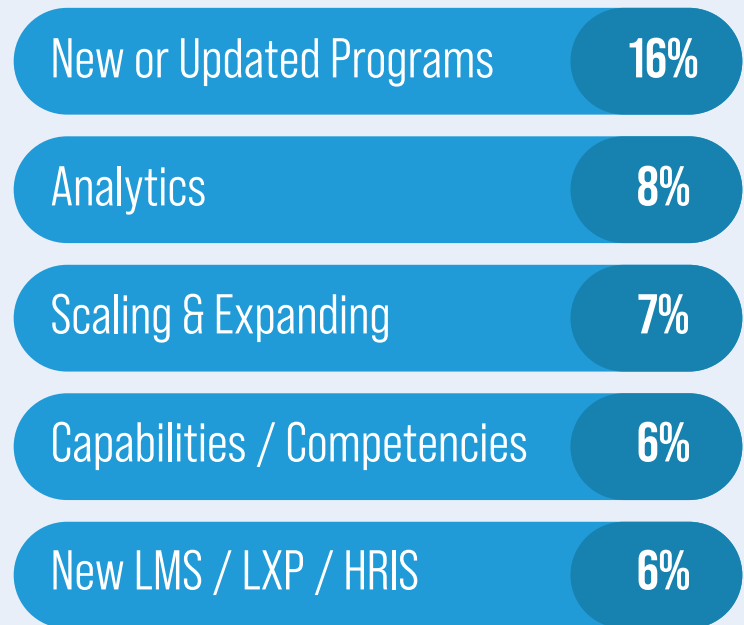 New or Updated Programs 16%
Analytics 8%
Scaling & Expanding 7%
Capabilities / Competencies 6%
New LMS / LXP / HRIS 6%